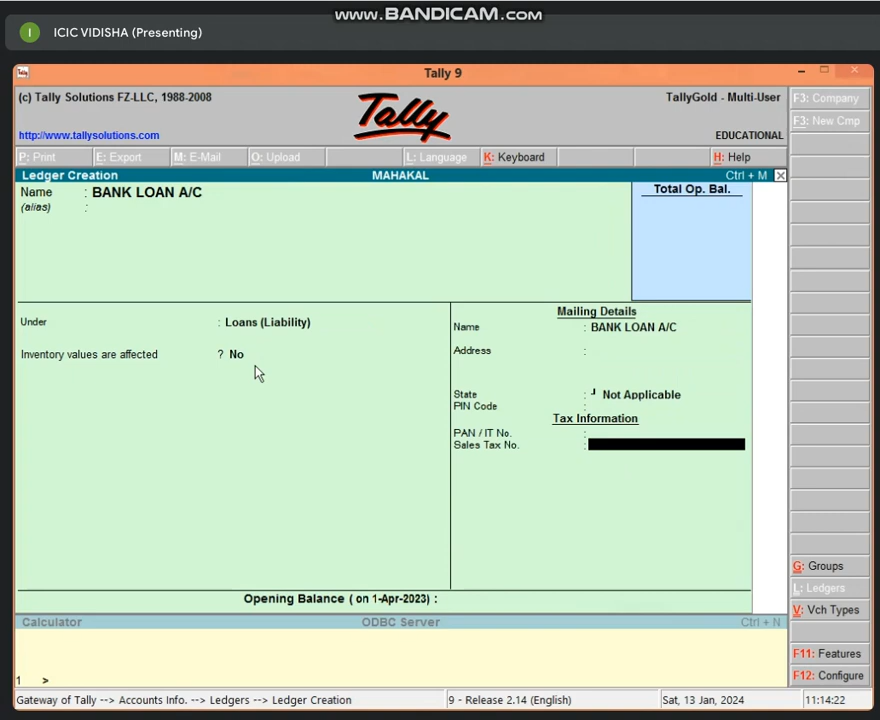 WWW.BANDICAM.COM
I ICIC VIDISHA (Presenting)
Tally 9
(c) Tally Solutions FZ-LLC, 1988-2008
Tally
TallyGold - Multi-User
http://www.tallysolutions.com
EDUCATIONAL
P: Print E: Export M: E-Mail O: Upload L: Language K: Keyboard H: Help
F3: Company
F3: New Cmp
Ledger Creation MAHAKAL Ctrl + M
Name : BANK LOAN A/C
(alias) :
Total Op. Bal.
Under : Loans (Liability)
Inventory values are affected ? No
Mailing Details
Name : BANK LOAN A/C
Address :
State : ┘ Not Applicable
PIN Code :
Tax Information
PAN / IT No. :
Sales Tax No. :
Opening Balance ( on 1-Apr-2023) :
G: Groups
L: Ledgers
V: Vch Types
F11: Features
F12: Configure
Calculator ODBC Server Ctrl + N
1 >
Gateway of Tally --> Accounts Info. --> Ledgers --> Ledger Creation 9 - Release 2.14 (English) Sat, 13 Jan, 2024 11:14:22